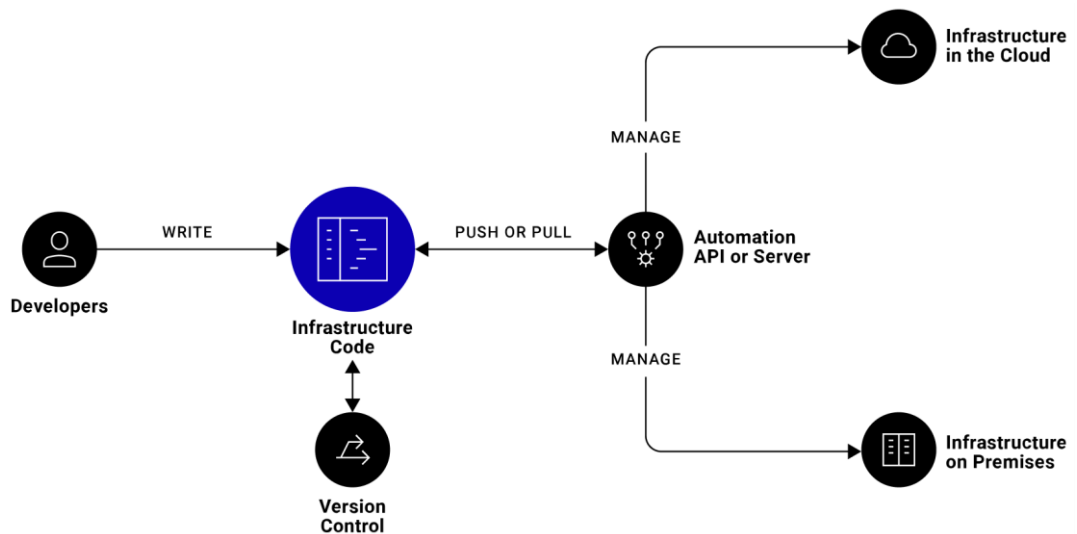 Infrastructure
in the Cloud
MANAGE
WRITE
PUSH OR PULL
Automation
API or Server
Developers
Infrastructure
Code
MANAGE
Infrastructure
on Premises
Version
Control